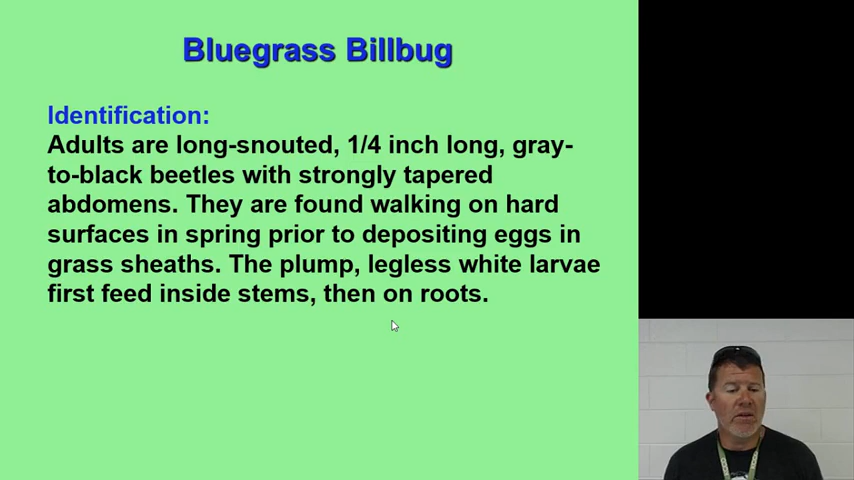 Bluegrass Billbug
Identification:
Adults are long-snouted, 1/4 inch long, gray-
to-black beetles with strongly tapered
abdomens. They are found walking on hard
surfaces in spring prior to depositing eggs in
grass sheaths. The plump, legless white larvae
first feed inside stems, then on roots.